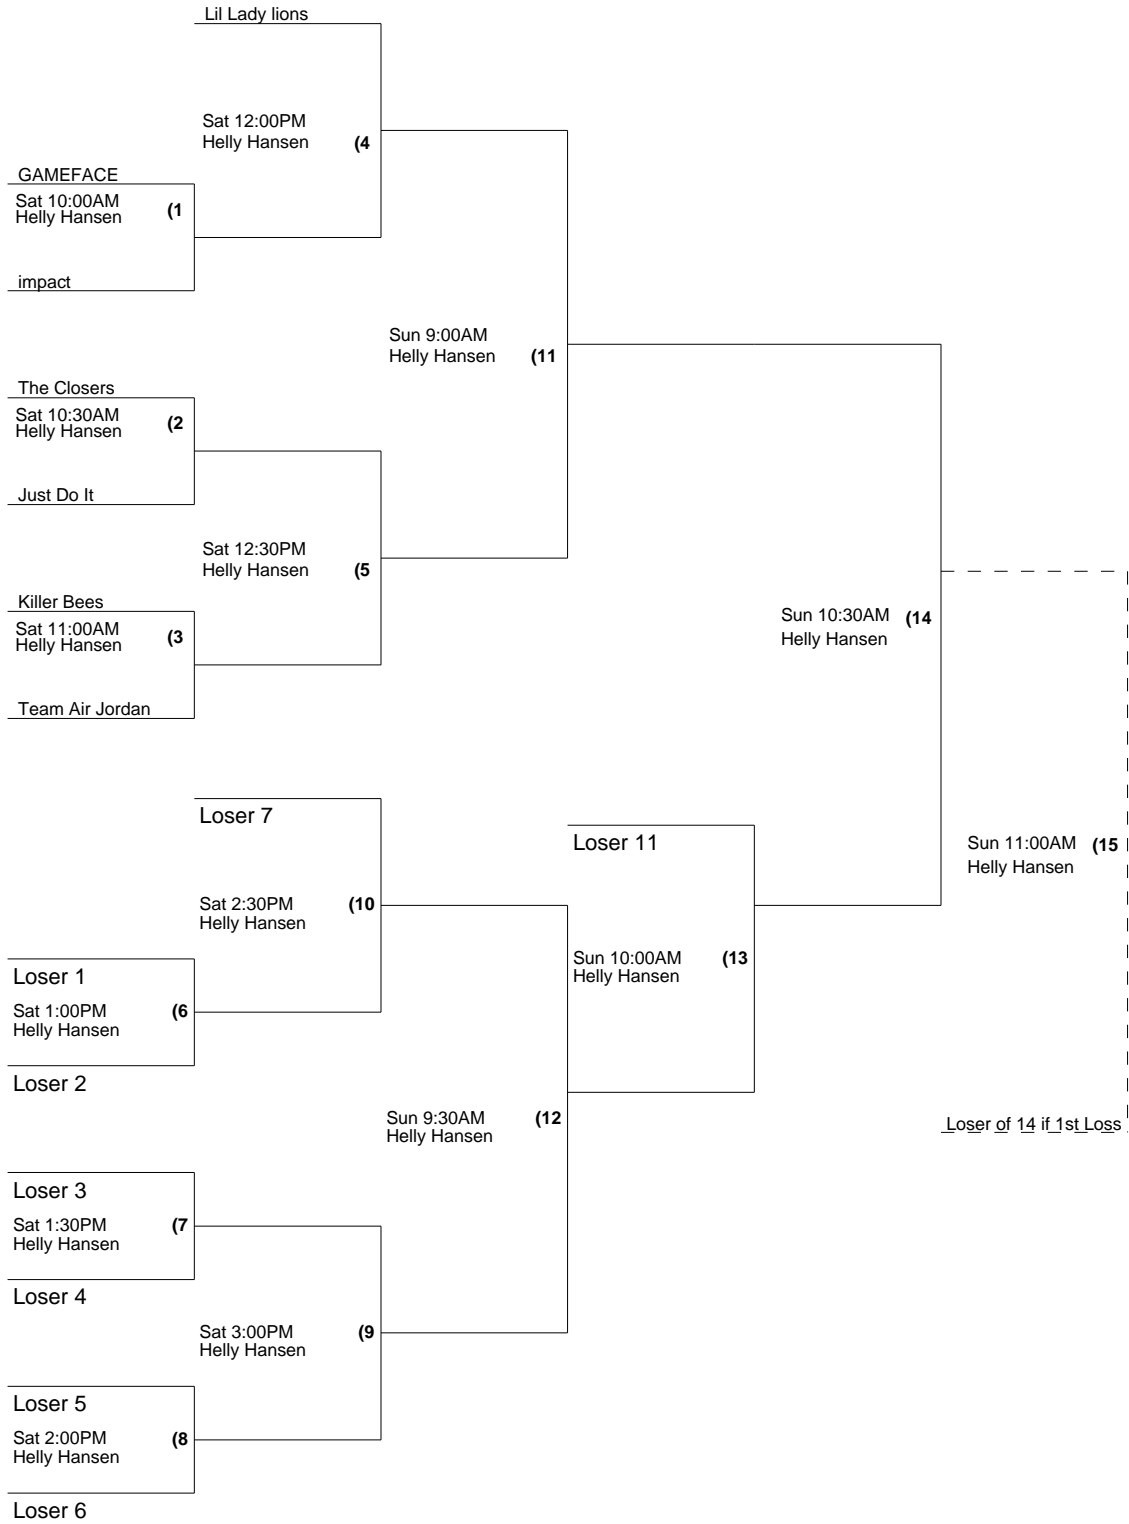 Lil Lady lions
Sat 12:00PM
Helly Hansen (4
GAMEFACE
Sat 10:00AM
Helly Hansen (1
impact
Sun 9:00AM
Helly Hansen (11
The Closers
Sat 10:30AM
Helly Hansen (2
Just Do It
Sat 12:30PM
Helly Hansen (5
Killer Bees
Sat 11:00AM
Helly Hansen (3
Team Air Jordan
Sun 10:30AM (14
Helly Hansen
Loser 7
Loser 11
Sun 11:00AM (15
Helly Hansen
Sat 2:30PM (10
Helly Hansen
Sun 10:00AM (13
Helly Hansen
Loser 1
Sat 1:00PM (6
Helly Hansen
Loser 2
Sun 9:30AM (12
Helly Hansen
Loser of 14 if 1st Loss
Loser 3
Sat 1:30PM (7
Helly Hansen
Loser 4
Sat 3:00PM (9
Helly Hansen
Loser 5
Sat 2:00PM (8
Helly Hansen
Loser 6